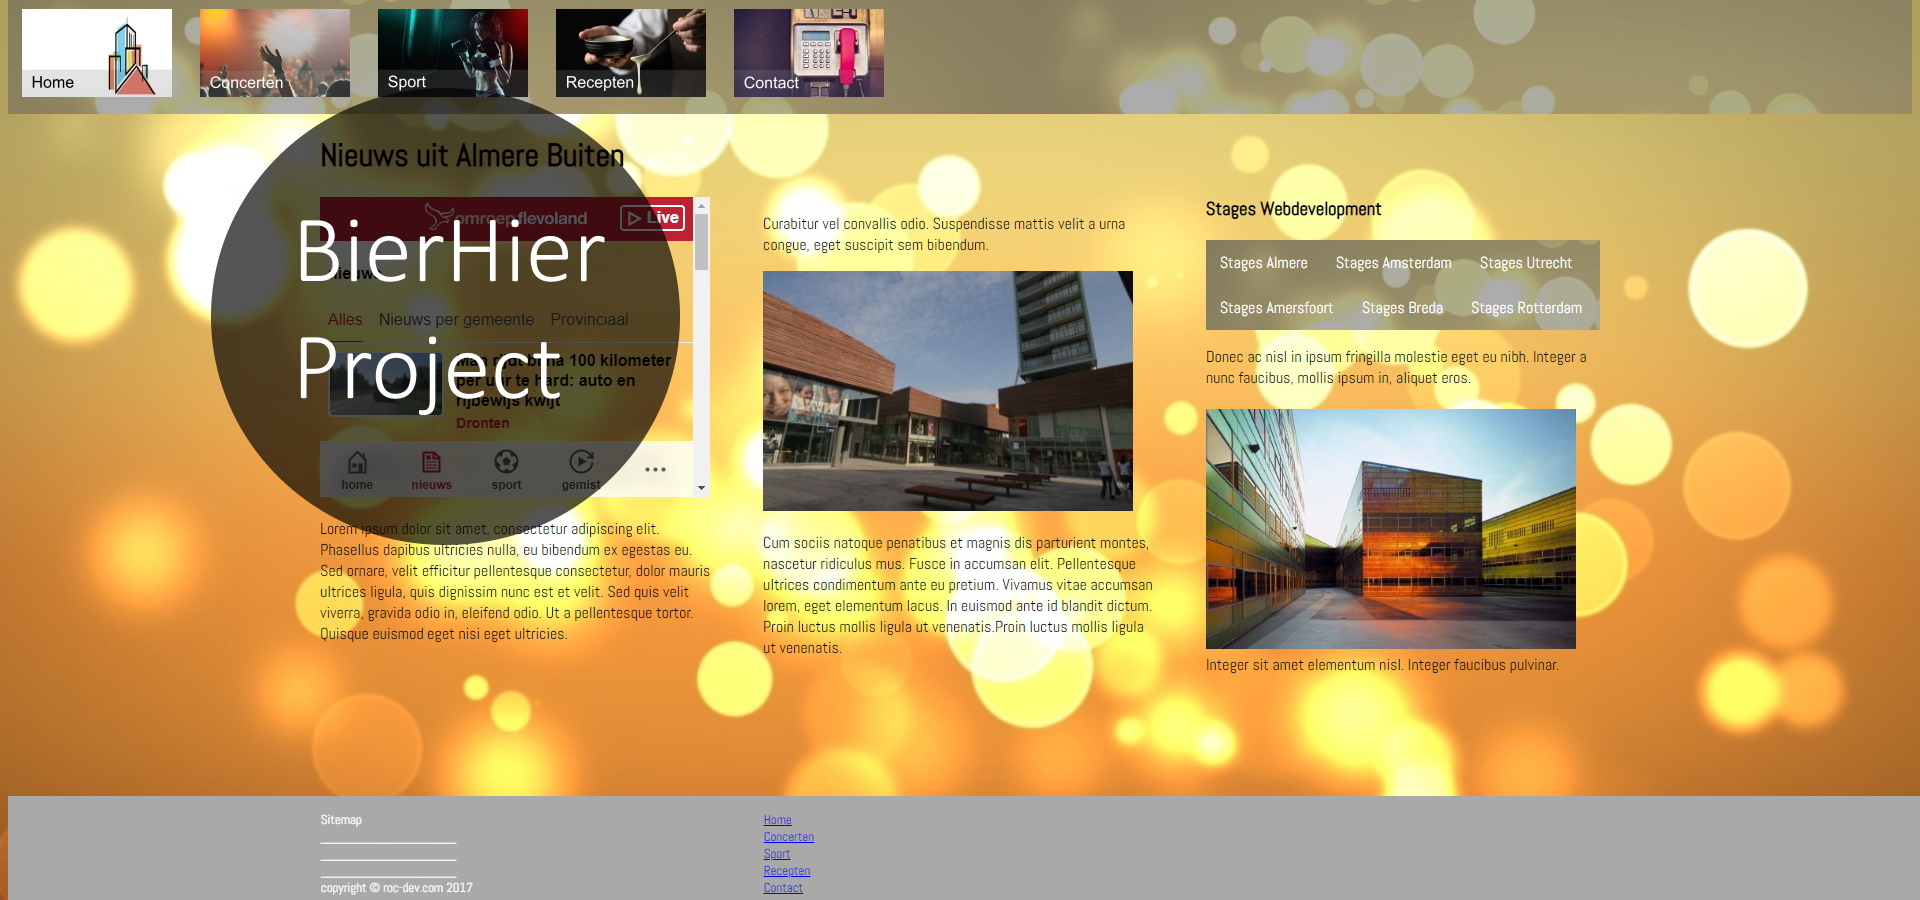 Home
Concerten
Sport
Recepten
Contact
Nieuws uit Almere Buiten
omroepflevoland
Live
BierHier
Project
Nieuws
Alles Nieuws per gemeente Provinciaal
Man rijdt bijna 100 kilometer
per uur te hard: auto en
rijbewijs kwijt
Dronten
home nieuws sport gemist
Lorem ipsum dolor sit amet, consectetur adipiscing elit.
Phasellus dapibus ultricies nulla, eu bibendum ex egestas eu.
Sed ornare, velit efficitur pellentesque consectetur, dolor mauris
ultrices ligula, quis dignissim nunc est et velit. Sed quis velit
viverra, gravida odio in, eleifend odio. Ut a pellentesque tortor.
Quisque euismod eget nisi eget ultricies.
Curabitur vel convallis odio. Suspendisse mattis velit a urna
congue, eget suscipit sem bibendum.
Cum sociis natoque penatibus et magnis dis parturient montes,
nascetur ridiculus mus. Fusce in accumsan elit. Pellentesque
ultrices condimentum ante eu pretium. Vivamus vitae accumsan
lorem, eget elementum lacus. In euismod ante id blandit dictum.
Proin luctus mollis ligula ut venenatis.Proin luctus mollis ligula
ut venenatis.
Stages Webdevelopment
Stages Almere Stages Amsterdam Stages Utrecht
Stages Amersfoort Stages Breda Stages Rotterdam
Donec ac nisl in ipsum fringilla molestie eget eu nibh. Integer a
nunc faucibus, mollis ipsum in, aliquet eros.
Integer sit amet elementum nisl. Integer faucibus pulvinar.
Sitemap
copyright © roc-dev.com 2017
Home
Concerten
Sport
Recepten
Contact